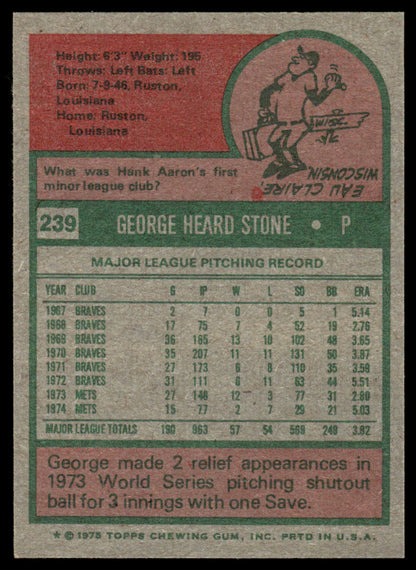 Height: 6'3" Weight: 195
Throws: Left Bats: Left
Born: 7-9-46, Ruston,
Louisiana
Home: Ruston,
Louisiana
What was Hank Aaron's first
minor league club?
EAU CLAIRE
WISCONSIN
239 GEORGE HEARD STONE • P
MAJOR LEAGUE PITCHING RECORD
YEAR CLUB G IP W L SO BB ERA
1967 BRAVES 2 7 0 0 5 1 5.14
1968 BRAVES 17 75 7 4 52 19 2.76
1969 BRAVES 36 165 13 10 102 48 3.65
1970 BRAVES 35 207 11 11 131 50 3.87
1971 BRAVES 27 173 6 8 110 35 3.59
1972 BRAVES 31 111 6 11 63 44 5.51
1973 METS 27 148 12 3 77 31 2.80
1974 METS 15 77 2 7 29 21 5.03
MAJOR LEAGUE TOTALS 190 963 57 54 569 249 3.82
George made 2 relief appearances in
1973 World Series pitching shutout
ball for 3 innings with one Save.
* © 1975 TOPPS CHEWING GUM, INC. PRTD IN U.S.A.